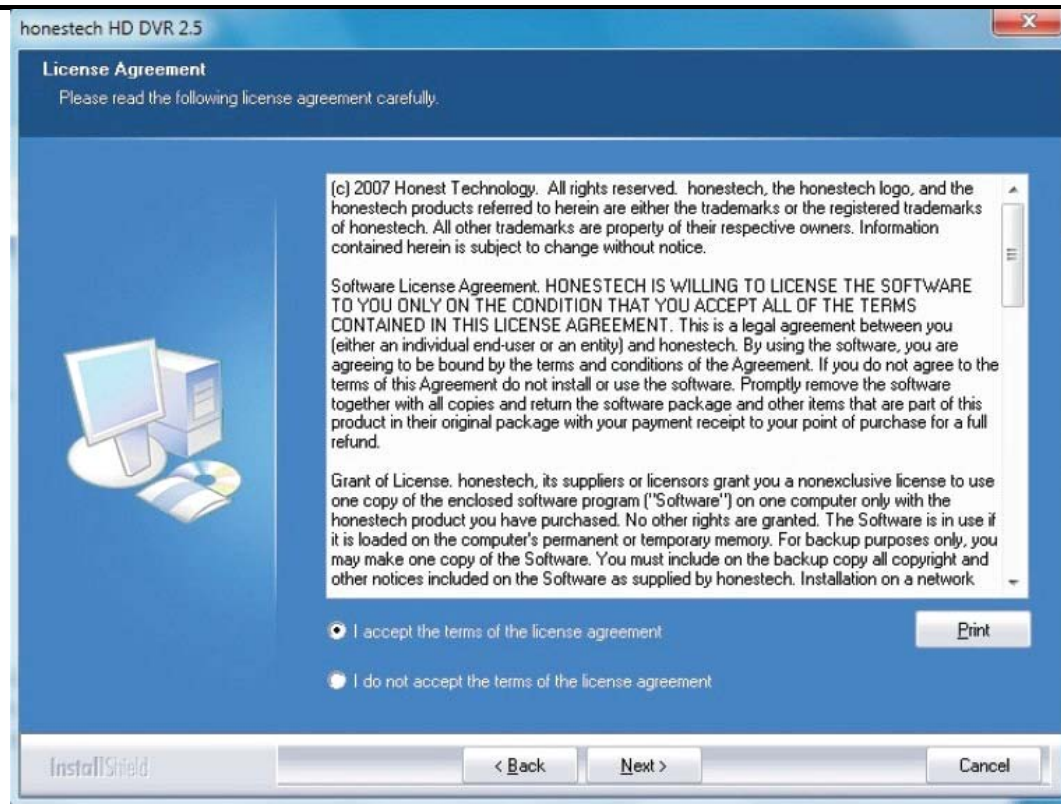 honestech HD DVR 2.5
License Agreement
Please read the following license agreement carefully.
(c) 2007 Honest Technology. All rights reserved. honestech, the honestech logo, and the
honestech products referred to herein are either the trademarks or the registered trademarks
of honestech. All other trademarks are property of their respective owners. Information
contained herein is subject to change without notice.
Software License Agreement. HONESTECH IS WILLING TO LICENSE THE SOFTWARE
TO YOU ONLY ON THE CONDITION THAT YOU ACCEPT ALL OF THE TERMS
CONTAINED IN THIS LICENSE AGREEMENT. This is a legal agreement between you
(either an individual end-user or an entity) and honestech. By using the software, you are
agreeing to be bound by the terms and conditions of the Agreement. If you do not agree to the
terms of this Agreement do not install or use the software. Promptly remove the software
together with all copies and return the software package and other items that are part of this
product in their original package with your payment receipt to your point of purchase for a full
refund.
Grant of License. honestech, its suppliers or licensors grant you a nonexclusive license to use
one copy of the enclosed software program ("Software") on one computer only with the
honestech product you have purchased. No other rights are granted. The Software is in use if
it is loaded on the computer's permanent or temporary memory. For backup purposes only, you
may make one copy of the Software. You must include on the backup copy all copyright and
other notices included on the Software as supplied by honestech. Installation on a network
I accept the terms of the license agreement
Print
I do not accept the terms of the license agreement
InstallShield
< Back
Next >
Cancel